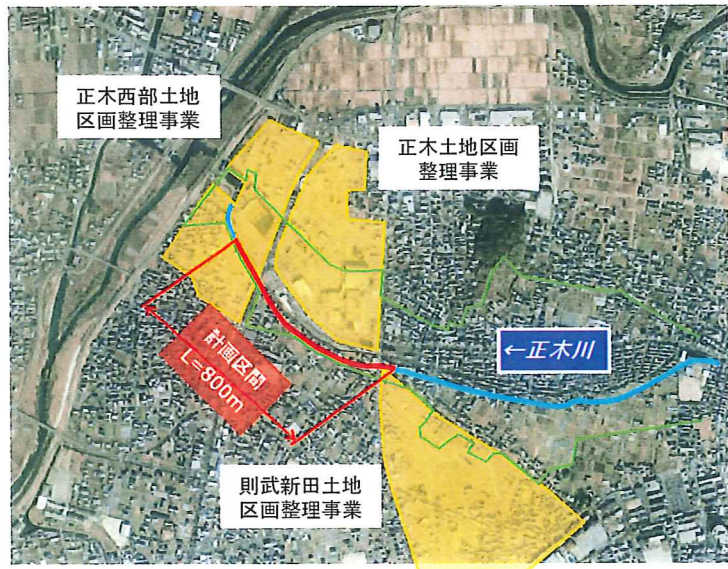 正木西部土地
区画整理事業
正木土地区画
整理事業
←正木川
計画区間
L=800m
則武新田土地
区画整理事業